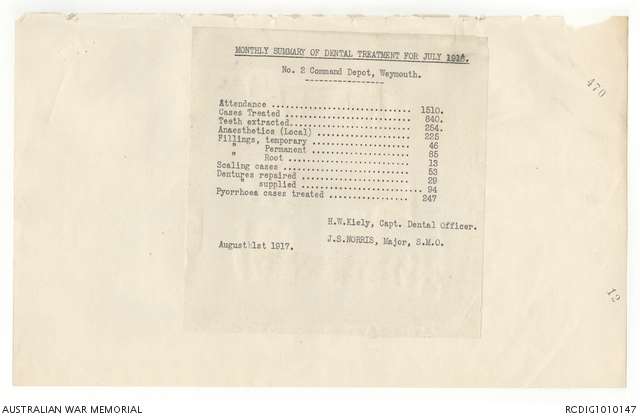 MONTHLY SUMMARY OF DENTAL TREATMENT FOR JULY 1918.
No. 2 Command Depot, Weymouth.
Attendance .................................. 1510.
Cases Treated ............................... 840.
Teeth extracted.............................. 254.
Anaesthetics (Local) ........................ 225
Fillings, temporary ......................... 46
" Permanent ......................... 85
" Root .............................. 13
Scaling cases ............................... 53
Dentures repaired ........................... 29
" supplied .......................... 94
Pyorrhoea cases treated ..................... 247
H.W.Kiely, Capt. Dental Officer.
J.S.NORRIS, Major, S.M.O.
August 1st 1917.
470
12
AUSTRALIAN WAR MEMORIAL
RCDIG1010147